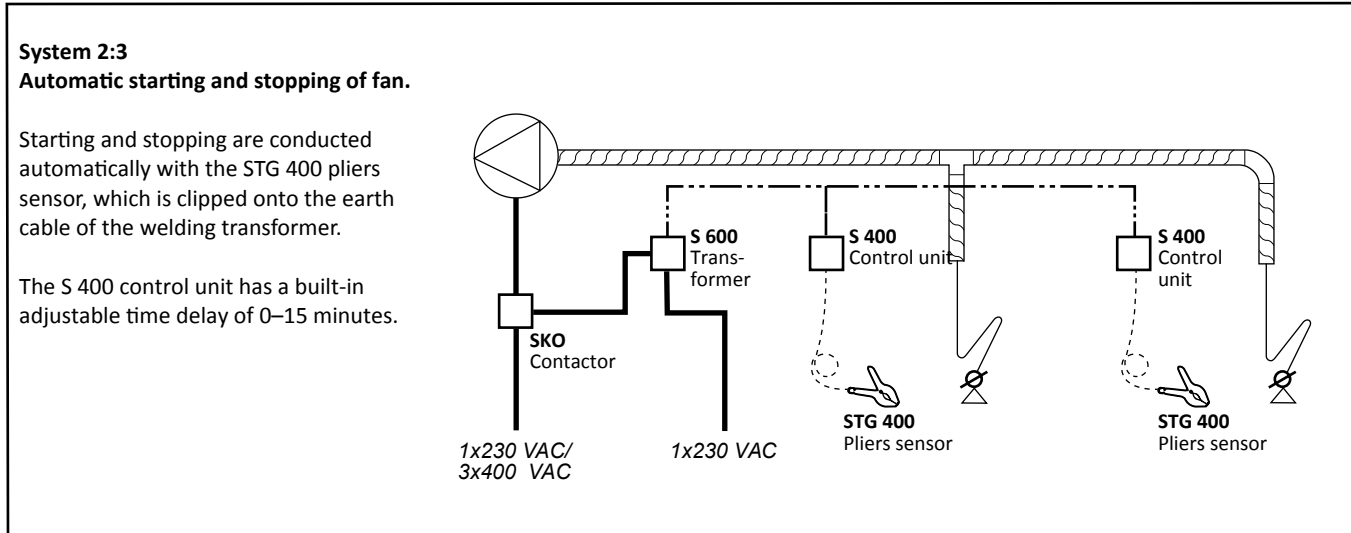 System 2:3
Automatic starting and stopping of fan.
Starting and stopping are conducted
automatically with the STG 400 pliers
sensor, which is clipped onto the earth
cable of the welding transformer.
The S 400 control unit has a built-in
adjustable time delay of 0–15 minutes.
S 600
Trans-
former
S 400
Control unit
S 400
Control
unit
SKO
Contactor
STG 400
Pliers sensor
STG 400
Pliers sensor
1x230 VAC/
3x400 VAC
1x230 VAC